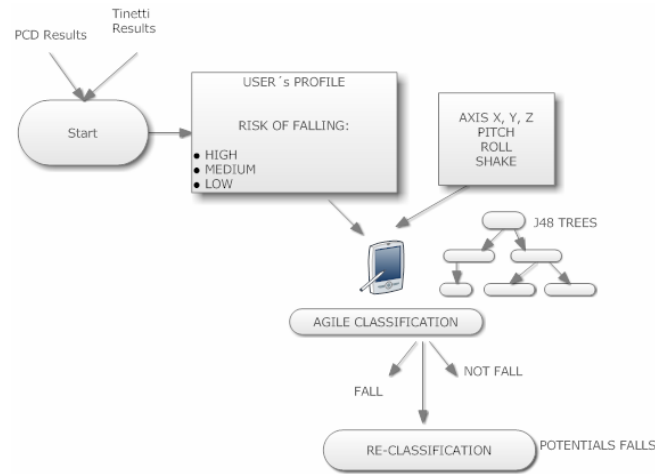 Tinetti
Results
PCD Results
Start
USER´s PROFILE
RISK OF FALLING:
● HIGH
● MEDIUM
● LOW
AXIS X, Y, Z
PITCH
ROLL
SHAKE
J48 TREES
AGILE CLASSIFICATION
FALL
NOT FALL
RE-CLASSIFICATION
POTENTIALS FALLS